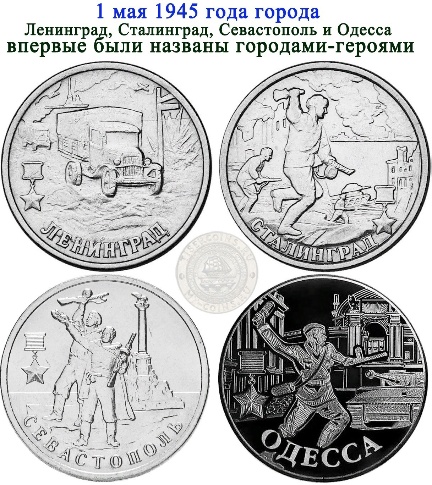 1 мая 1945 года города
Ленинград, Сталинград, Севастополь и Одесса
впервые были названы городами-героями
ЛЕНИНГРАД
СТАЛИНГРАД
СЕВАСТОПОЛЬ
ОДЕССА